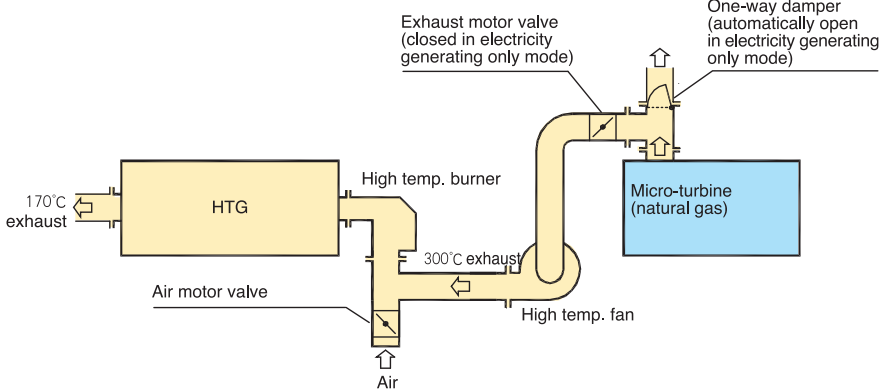 Exhaust motor valve
(closed in electricity
generating only mode)
One-way damper
(automatically open
in electricity generating
only mode)
170°C
exhaust
HTG
High temp. burner
Micro-turbine
(natural gas)
300°C exhaust
Air motor valve
High temp. fan
Air